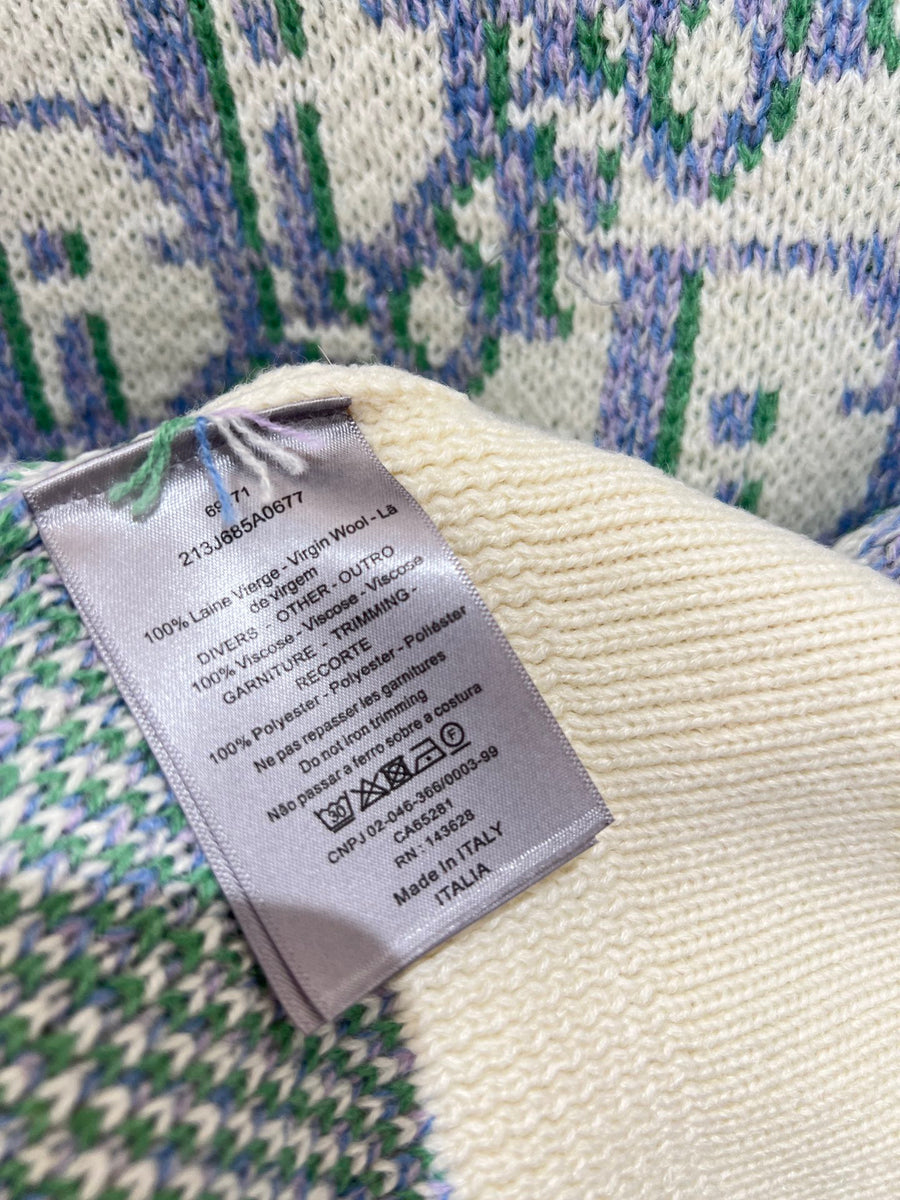 213J685A0677
100% Laine Vierge - Virgin Wool - Lã
de virgem
DIVERS - OTHER - OUTRO
100% Viscose - Viscose - Viscose
GARNITURE - TRIMMING -
RECORTE
100% Polyester - Polyester - Poliéster
Ne pas repasser les garnitures
Do not iron trimming
Não passar a ferro sobre a costura
30 F
CNPJ 02-046-366/0003-99
CA65281
RN : 143628
Made in ITALY
ITALIA